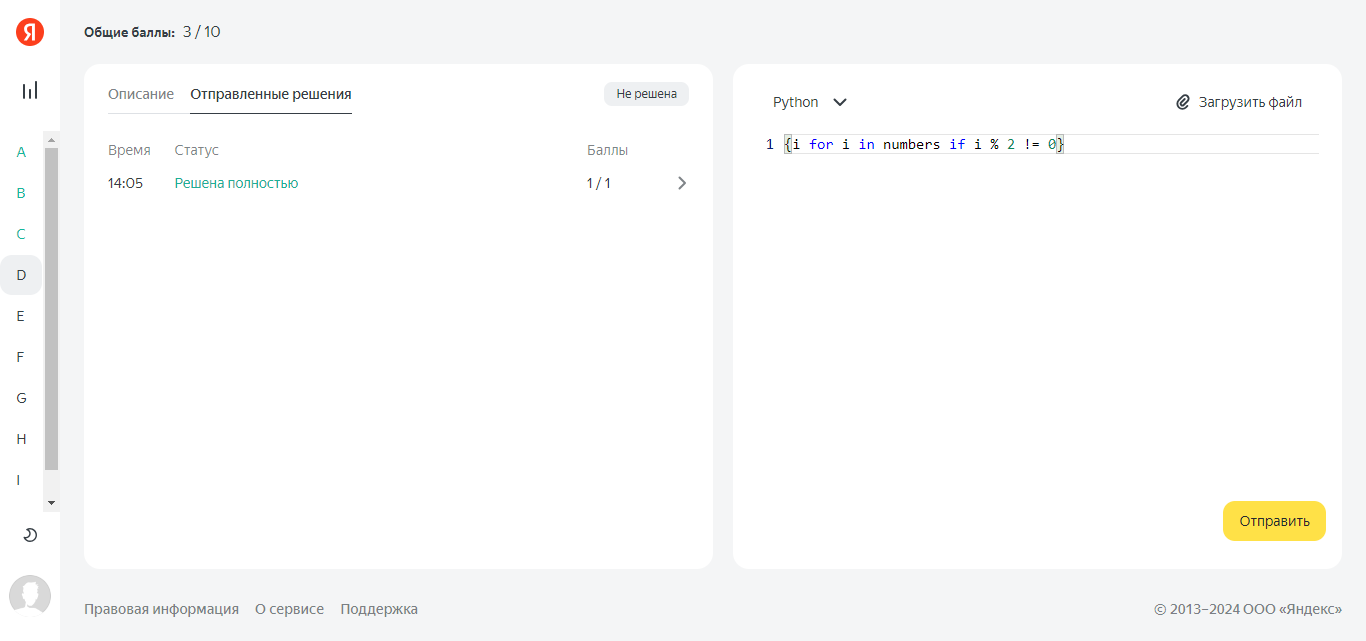 Я
Общие баллы: 3 / 10
Описание Отправленные решения Не решена
Время Статус Баллы
14:05 Решена полностью 1 / 1
A
B
C
D
E
F
G
H
I
Python Загрузить файл
1 {i for i in numbers if i % 2 != 0}
Отправить
Правовая информация О сервисе Поддержка © 2013–2024 ООО «Яндекс»